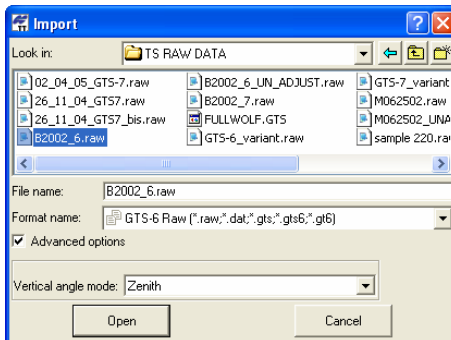 Import
Look in: TS RAW DATA
02_04_05_GTS-7.raw B2002_6_UN_ADJUST.raw GTS-7_variant
26_11_04_GTS7.raw B2002_7.raw M062502.raw
26_11_04_GTS7_bis.raw FULLWOLF.GTS M062502_UNA
B2002_6.raw GTS-6_variant.raw sample 220.raw
File name: B2002_6.raw
Format name: GTS-6 Raw (*.raw;*.dat;*.gts;*.gts6;*.gt6)
Advanced options
Vertical angle mode: Zenith
Open Cancel